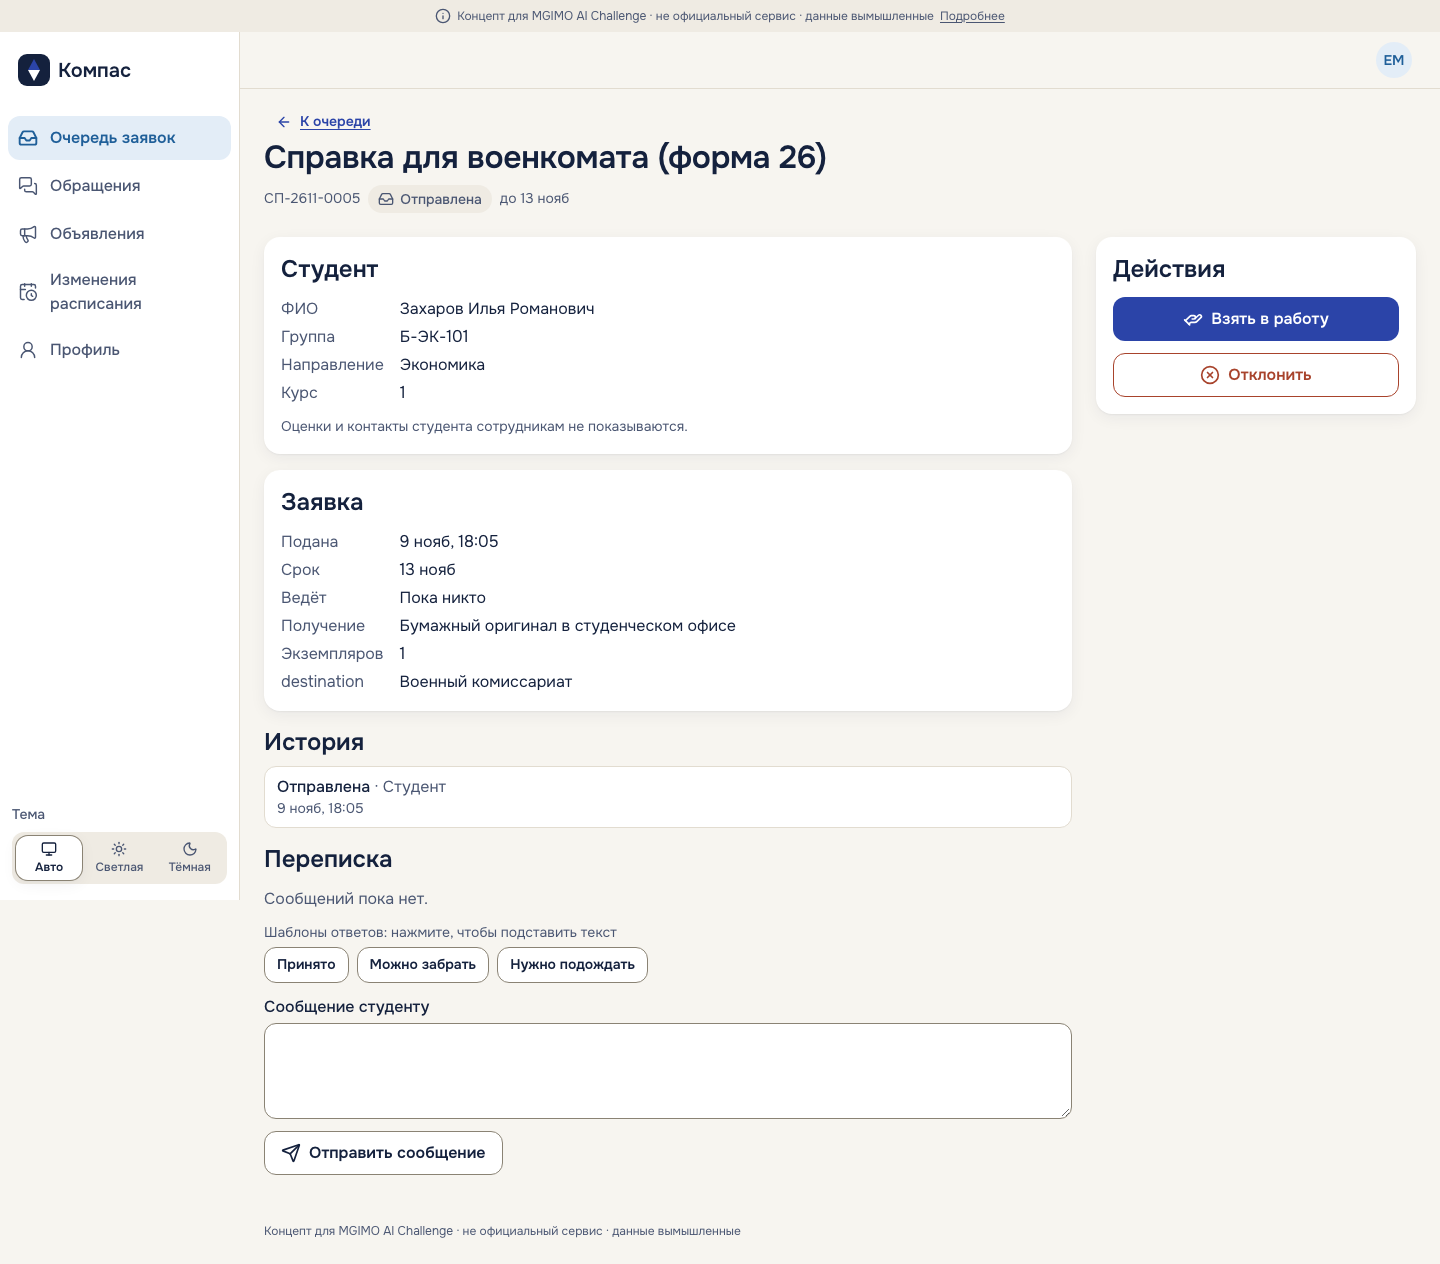 Концепт для MGIMO AI Challenge · не официальный сервис · данные вымышленные Подробнее
Компас
ЕМ
Очередь заявок
Обращения
Объявления
Изменения
расписания
Профиль
Тема
Авто
Светлая
Тёмная
К очереди
Справка для военкомата (форма 26)
СП-2611-0005 Отправлена до 13 нояб
Студент
ФИО Захаров Илья Романович
Группа Б-ЭК-101
Направление Экономика
Курс 1
Оценки и контакты студента сотрудникам не показываются.
Действия
Взять в работу
Отклонить
Заявка
Подана 9 нояб, 18:05
Срок 13 нояб
Ведёт Пока никто
Получение Бумажный оригинал в студенческом офисе
Экземпляров 1
destination Военный комиссариат
История
Отправлена · Студент
9 нояб, 18:05
Переписка
Сообщений пока нет.
Шаблоны ответов: нажмите, чтобы подставить текст
Принято Можно забрать Нужно подождать
Сообщение студенту
Отправить сообщение
Концепт для MGIMO AI Challenge · не официальный сервис · данные вымышленные